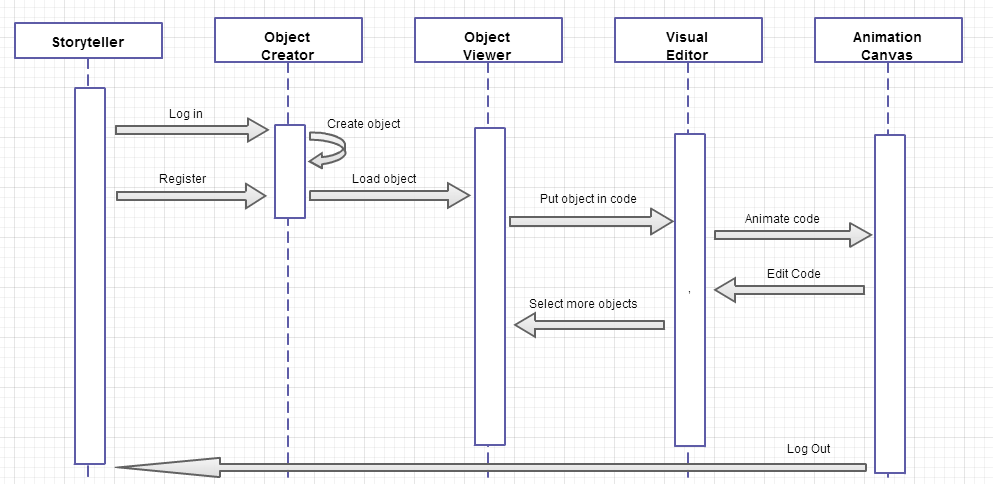 Storyteller
Object
Creator
Object
Viewer
Visual
Editor
Animation
Canvas
Log in
Create object
Register
Load object
Put object in code
Animate code
Edit Code
,
Select more objects
Log Out